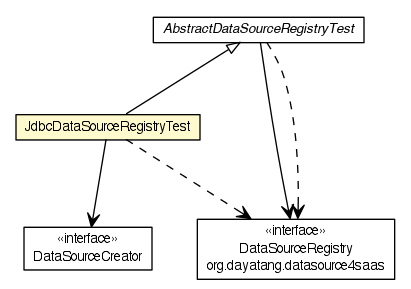 AbstractDataSourceRegistryTest
JdbcDataSourceRegistryTest
«interface»
DataSourceCreator
«interface»
DataSourceRegistry
org.dayatang.datasource4saas